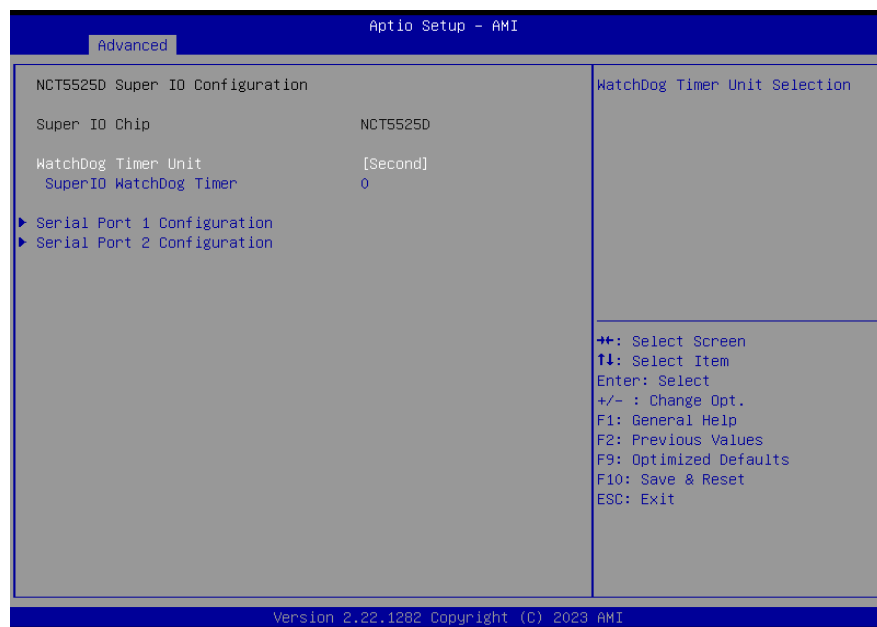 Aptio Setup – AMI
Advanced
NCT5525D Super IO Configuration
Super IO Chip NCT5525D
WatchDog Timer Unit [Second]
SuperIO WatchDog Timer 0
Serial Port 1 Configuration
Serial Port 2 Configuration
WatchDog Timer Unit Selection
→←: Select Screen
↑↓: Select Item
Enter: Select
+/- : Change Opt.
F1: General Help
F2: Previous Values
F9: Optimized Defaults
F10: Save & Reset
ESC: Exit
Version 2.22.1282 Copyright (C) 2023 AMI